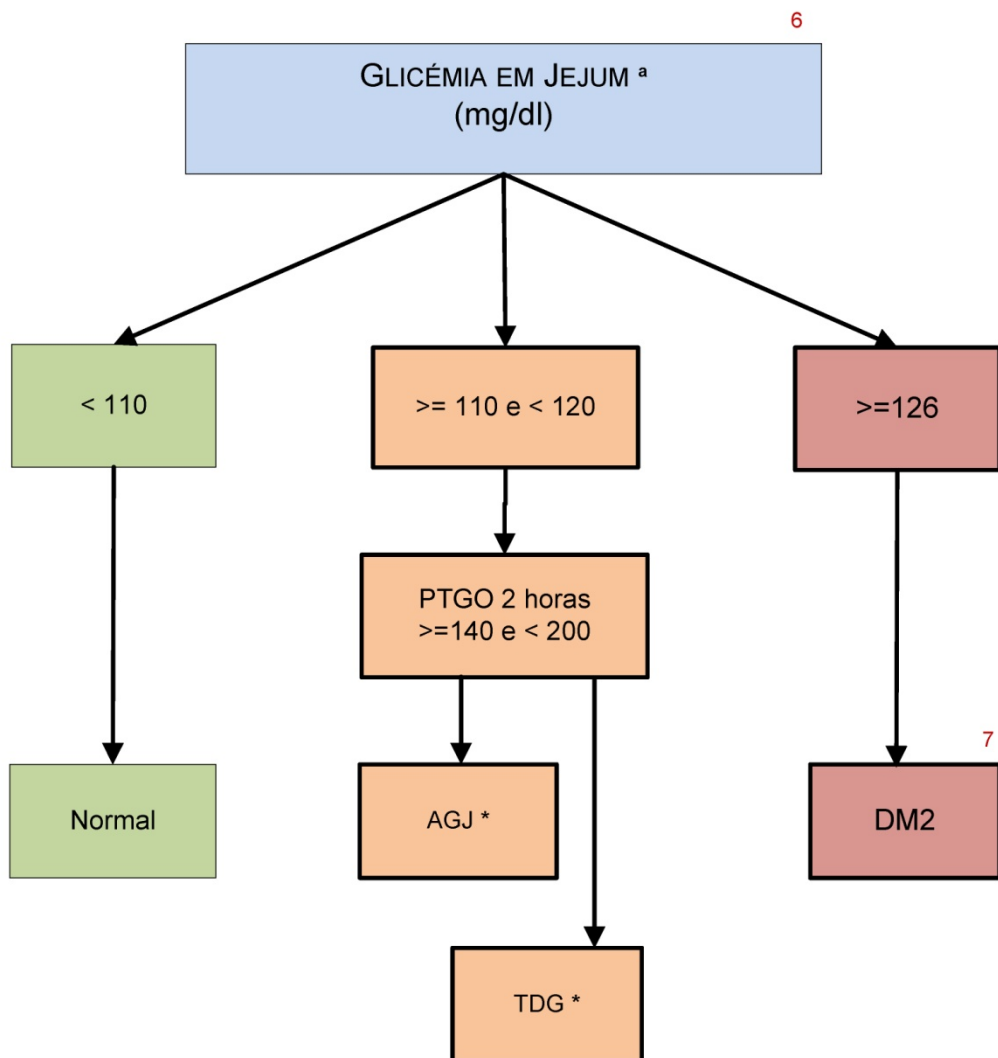 6
GLICÉMIA EM JEJUM ª
(mg/dl)
< 110
>= 110 e < 120
>=126
PTGO 2 horas
>=140 e < 200
7
Normal
AGJ *
DM2
TDG *